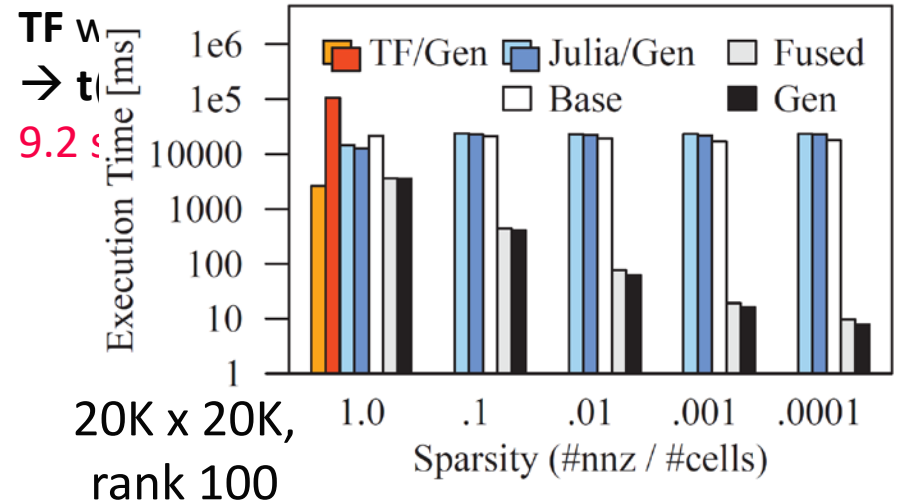 TF
→
9.2
Execution Time [ms]
1e6
1e5
10000
1000
100
10
1
TF/Gen Julia/Gen Fused
Base Gen
1.0 .1 .01 .001 .0001
Sparsity (#nnz / #cells)
20K x 20K,
rank 100